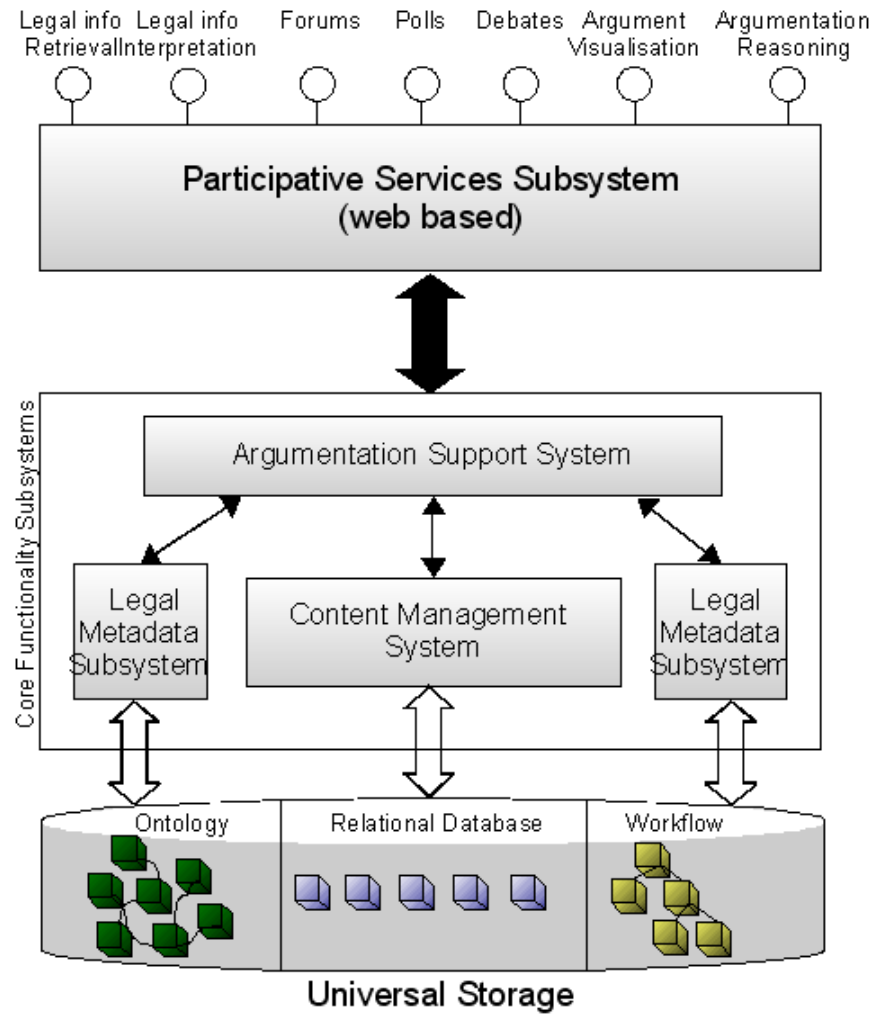 Legal info
Retrieval
Legal info
Interpretation
Forums
Polls
Debates
Argument
Visualisation
Argumentation
Reasoning
Participative Services Subsystem
(web based)
Core Functionality Subsystems
Argumentation Support System
Legal
Metadata
Subsystem
Content Management
System
Legal
Metadata
Subsystem
Ontology
Relational Database
Workflow
Universal Storage